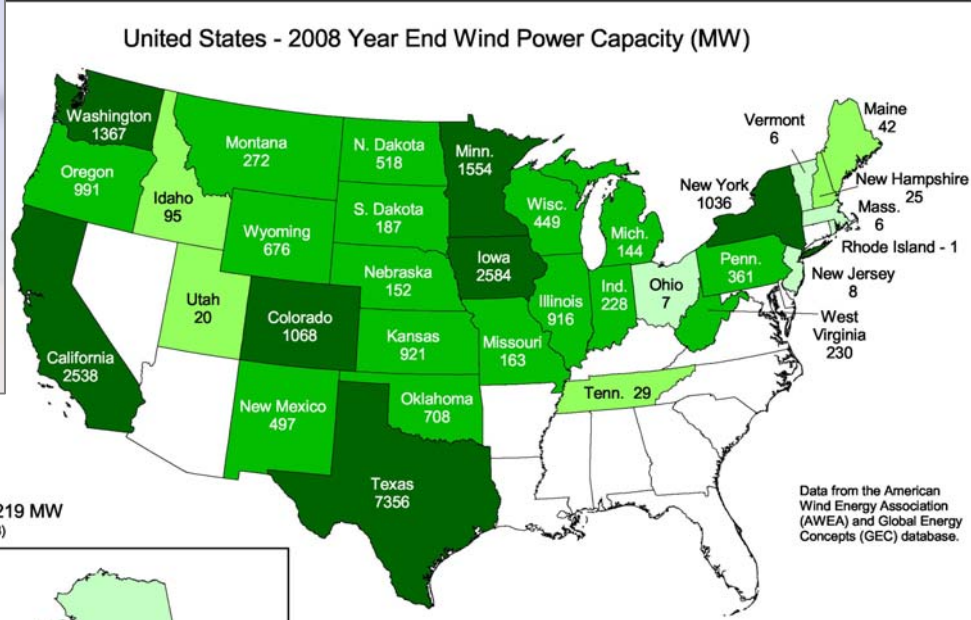 United States - 2008 Year End Wind Power Capacity (MW)
Washington
1367
Oregon
991
Idaho
95
Montana
272
N. Dakota
518
Minn.
1554
S. Dakota
187
Wyoming
676
Nebraska
152
Iowa
2584
Wisc.
449
Mich.
144
New York
1036
Vermont
6
Maine
42
New Hampshire
25
Mass.
6
Rhode Island - 1
New Jersey
8
Penn.
361
West
Virginia
230
Ohio
7
Ind.
228
Illinois
916
Missouri
163
Kansas
921
Colorado
1068
Utah
20
California
2538
New Mexico
497
Oklahoma
708
Texas
7356
Tenn. 29
219 MW
Data from the American
Wind Energy Association
(AWEA) and Global Energy
Concepts (GEC) database.